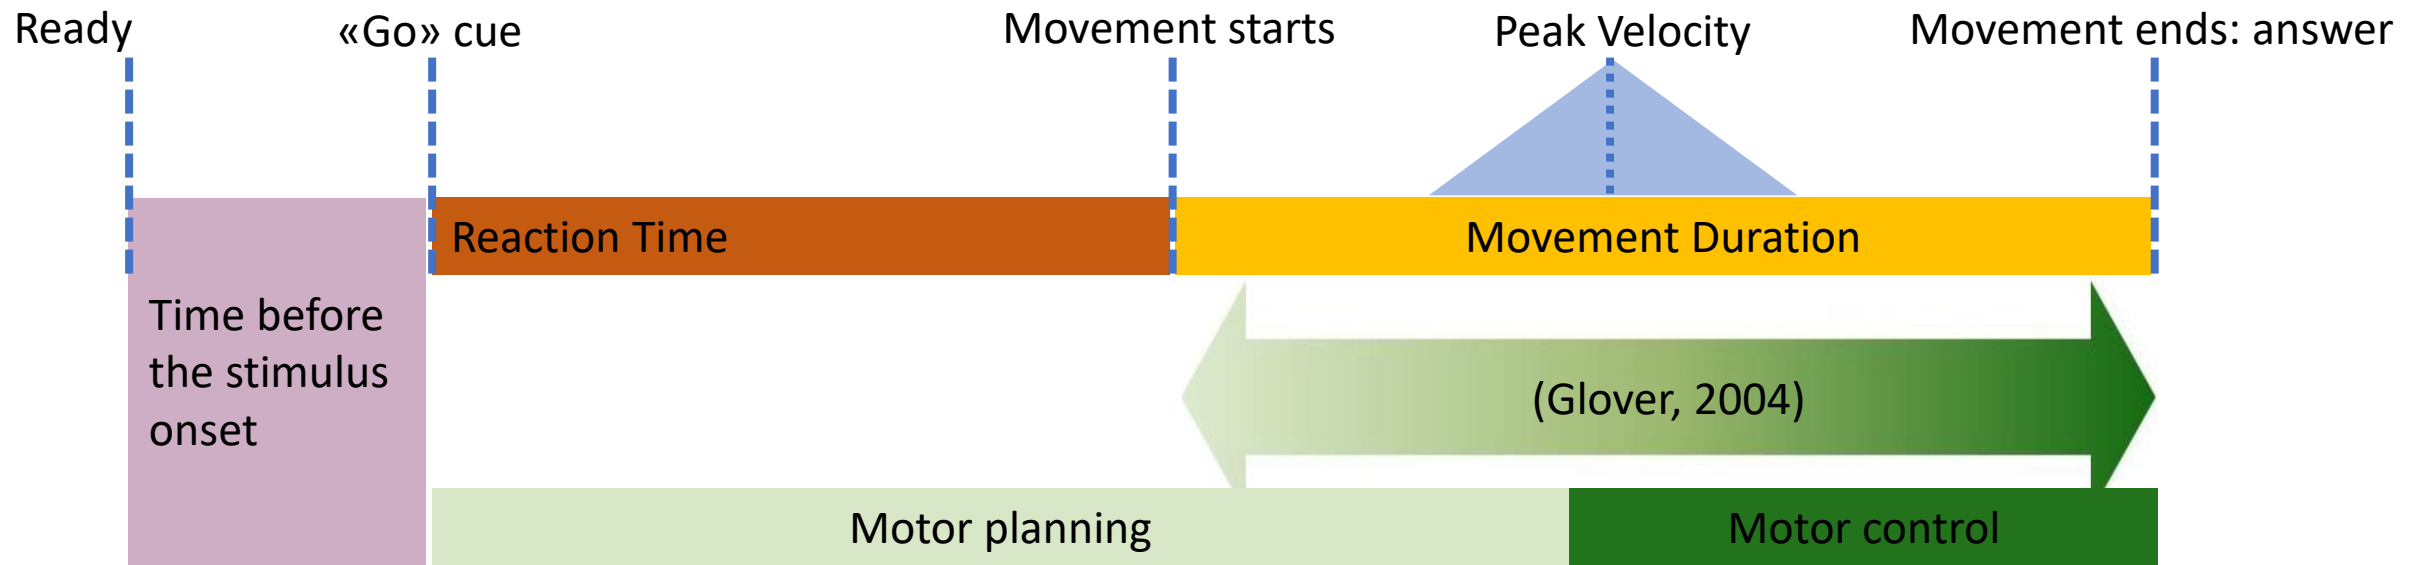 Ready
«Go» cue
Movement starts
Peak Velocity
Movement ends: answer
Reaction Time
Movement Duration
Time before
the stimulus
onset
(Glover, 2004)
Motor planning
Motor control